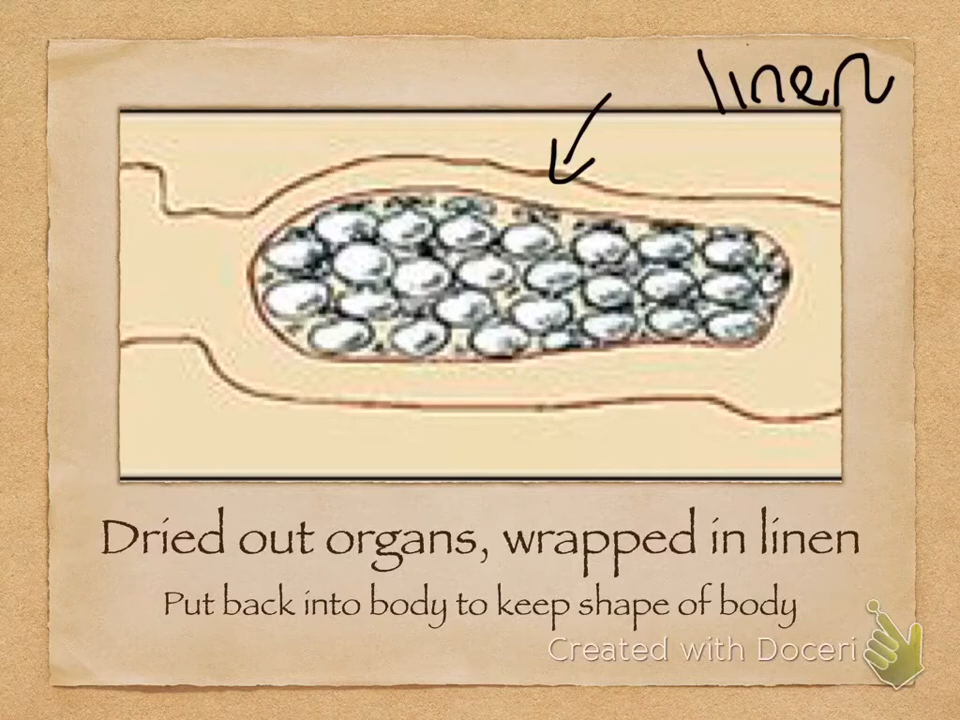 linen
Dried out organs, wrapped in linen
Put back into body to keep shape of body
Created with Doceri